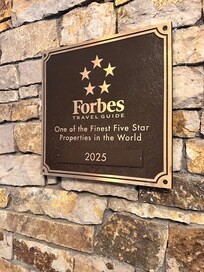 Forbes
TRAVEL GUIDE
One of the Finest Five Star
Properties in the World
2025